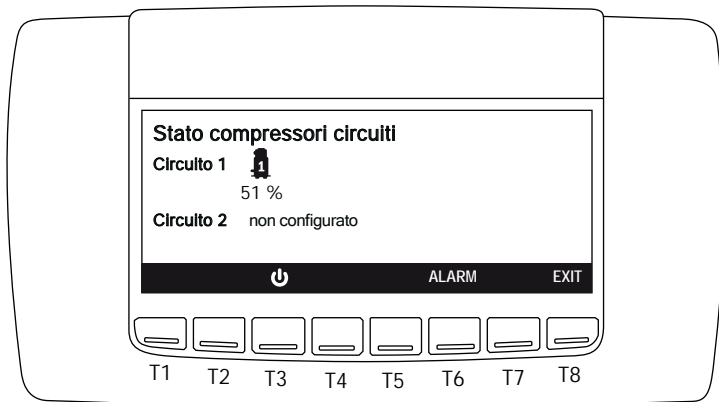 Stato compressori circuiti
Circuito 1 1
51 %
Circuito 2 non configurato
ALARM EXIT
T1 T2 T3 T4 T5 T6 T7 T8